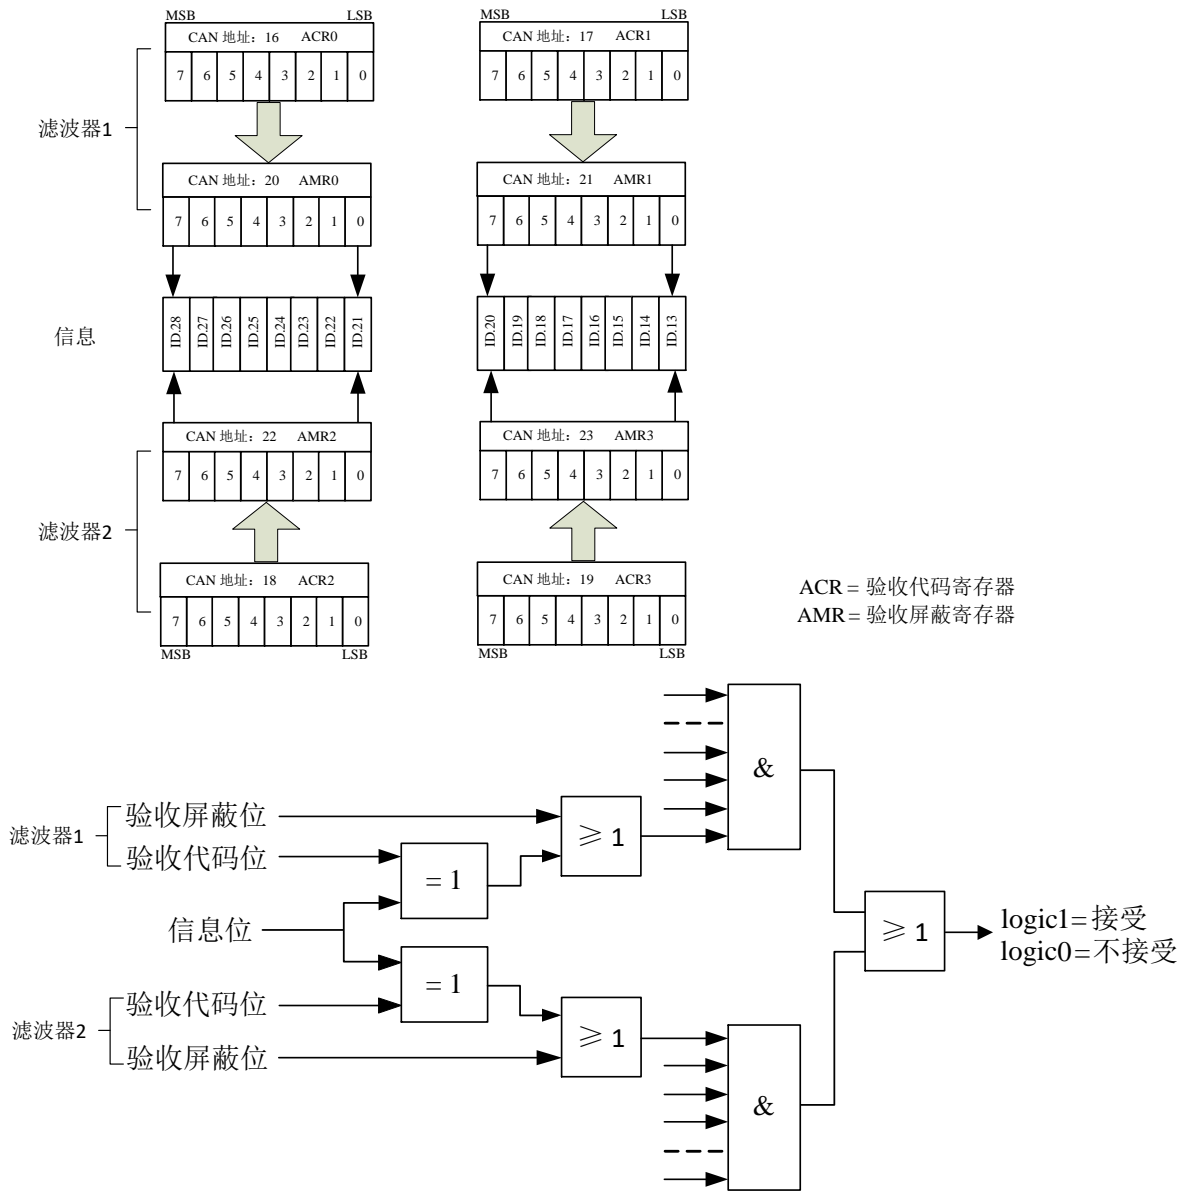 MSB LSB MSB LSB
CAN 地址：16 ACR0 CAN 地址：17 ACR1
7 6 5 4 3 2 1 0 7 6 5 4 3 2 1 0
滤波器1
CAN 地址：20 AMR0 CAN 地址：21 AMR1
7 6 5 4 3 2 1 0 7 6 5 4 3 2 1 0
信息 ID.28 ID.27 ID.26 ID.25 ID.24 ID.23 ID.22 ID.21 ID.20 ID.19 ID.18 ID.17 ID.16 ID.15 ID.14 ID.13
CAN 地址：22 AMR2 CAN 地址：23 AMR3
7 6 5 4 3 2 1 0 7 6 5 4 3 2 1 0
滤波器2
CAN 地址：18 ACR2 CAN 地址：19 ACR3
7 6 5 4 3 2 1 0 7 6 5 4 3 2 1 0
MSB LSB MSB LSB
ACR = 验收代码寄存器
AMR = 验收屏蔽寄存器
&
滤波器1
验收屏蔽位
≥ 1
验收代码位
= 1
信息位
≥ 1
logic1=接受
logic0=不接受
= 1
滤波器2
验收代码位
≥ 1
验收屏蔽位
&